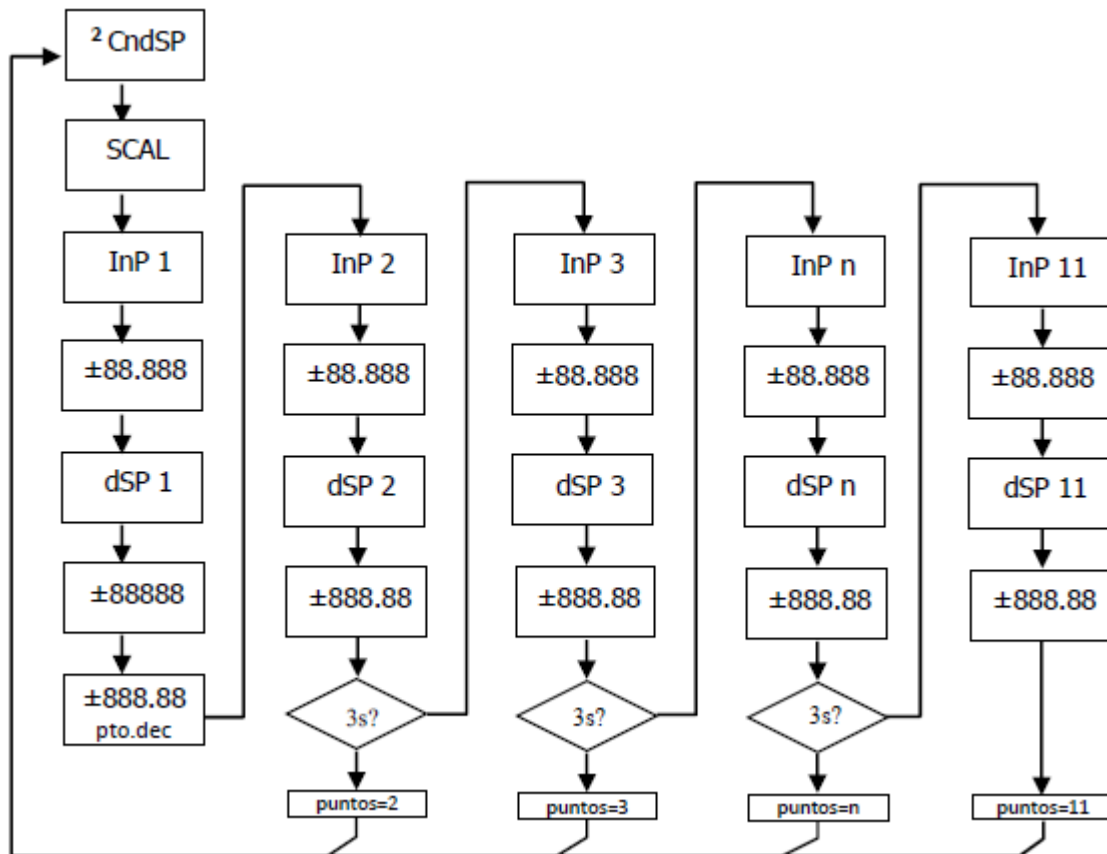 ² CndSP
SCAL
InP 1
±88.888
dSP 1
±88888
±888.88
pto.dec
InP 2
±88.888
dSP 2
±888.88
3s?
puntos=2
InP 3
±88.888
dSP 3
±888.88
3s?
puntos=3
InP n
±88.888
dSP n
±888.88
3s?
puntos=n
InP 11
±88.888
dSP 11
±888.88
puntos=11